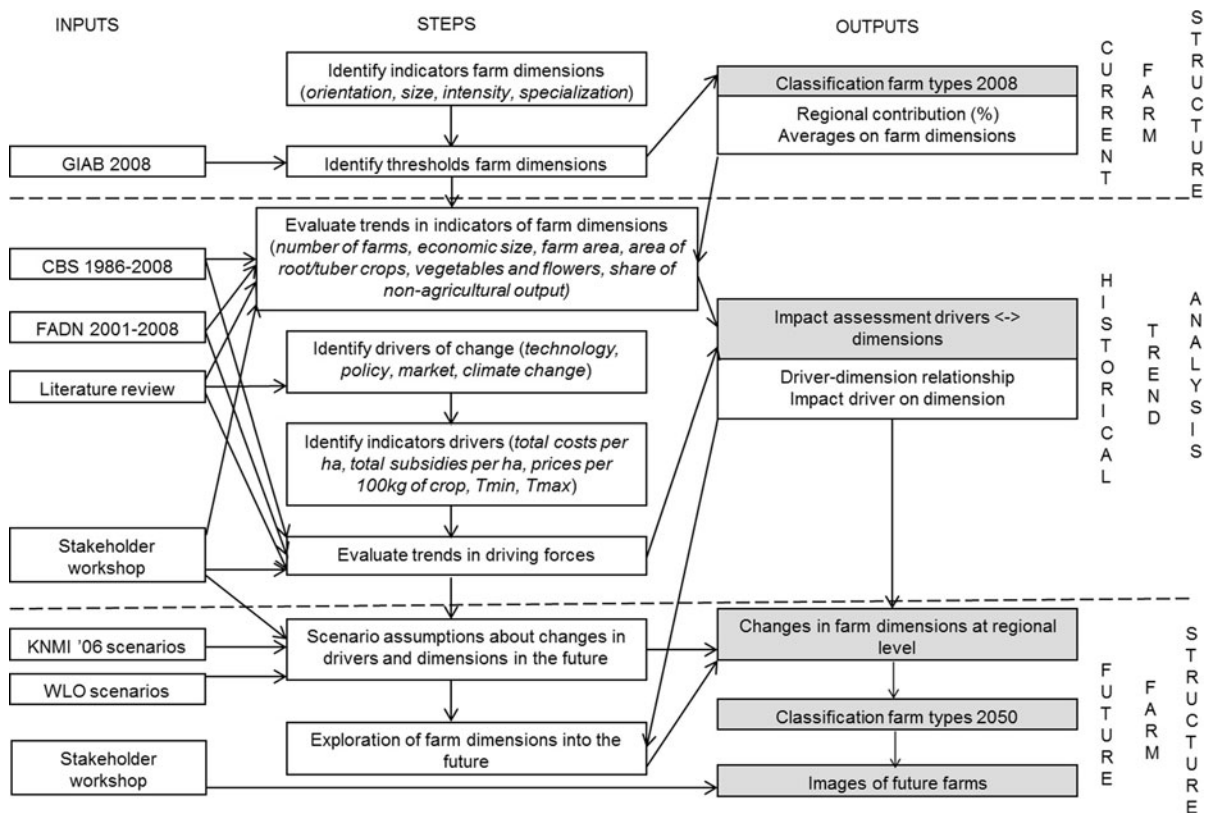 INPUTS
STEPS
OUTPUTS
Identify indicators farm dimensions
(orientation, size, intensity, specialization)
Classification farm types 2008
Regional contribution (%)
Averages on farm dimensions
GIAB 2008
Identify thresholds farm dimensions
CURRENT
FARM
STRUCTURE
Evaluate trends in indicators of farm dimensions
(number of farms, economic size, farm area, area of
root/tuber crops, vegetables and flowers, share of
non-agricultural output)
CBS 1986-2008
FADN 2001-2008
Literature review
Identify drivers of change (technology,
policy, market, climate change)
Impact assessment drivers <->
dimensions
Driver-dimension relationship
Impact driver on dimension
Identify indicators drivers (total costs per
ha, total subsidies per ha, prices per
100kg of crop, Tmin, Tmax)
Stakeholder
workshop
Evaluate trends in driving forces
HISTORICAL
TREND
ANALYSIS
KNMI '06 scenarios
WLO scenarios
Scenario assumptions about changes in
drivers and dimensions in the future
Changes in farm dimensions at regional
level
Classification farm types 2050
Exploration of farm dimensions into the
future
Stakeholder
workshop
Images of future farms
FUTURE
FARM
STRUCTURE